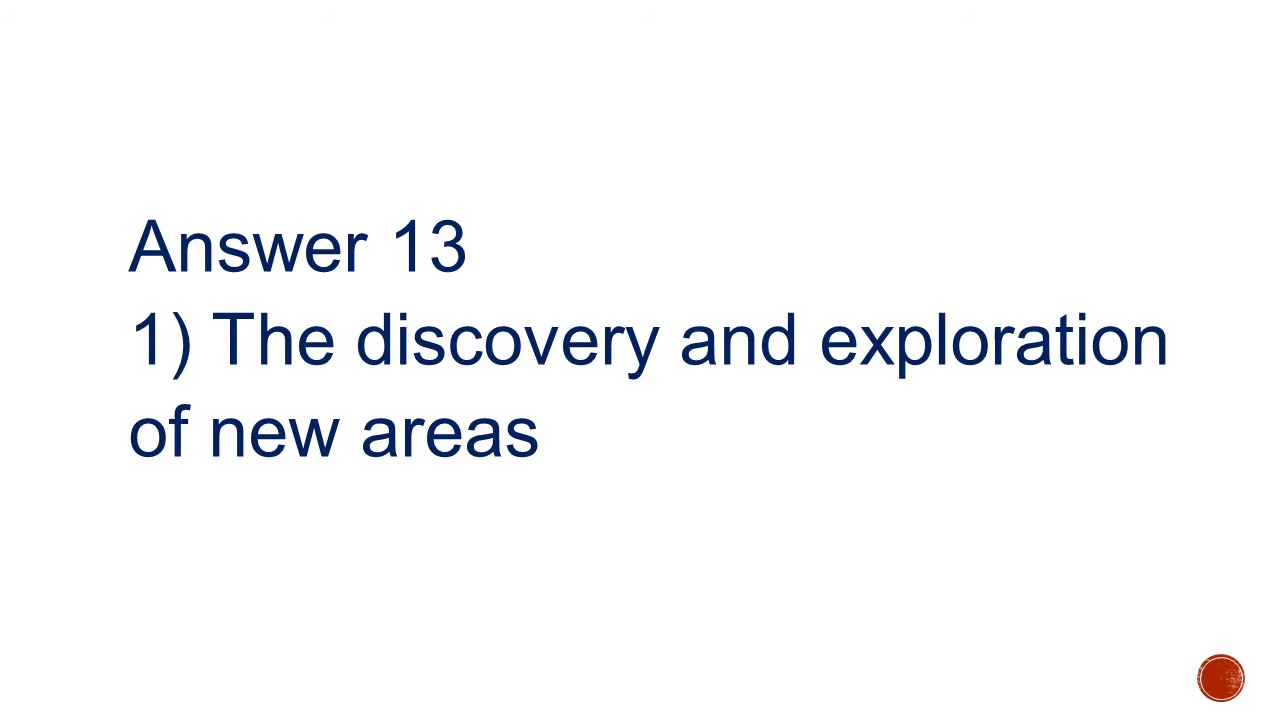 Answer 13
1) The discovery and exploration
of new areas